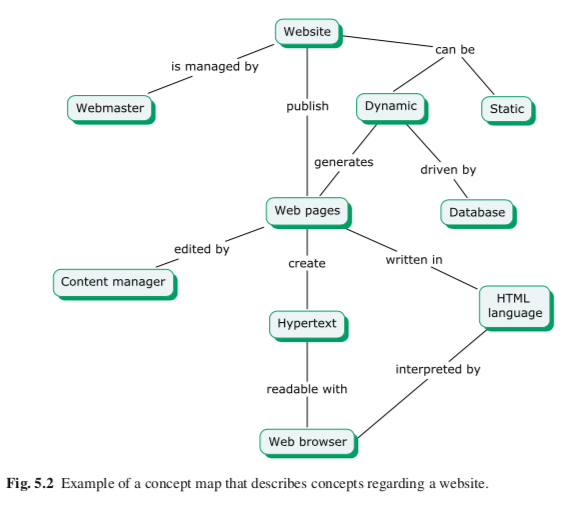 Website
can be
is managed by
Webmaster
publish
Dynamic
Static
generates
driven by
Web pages
Database
edited by
create
written in
Content manager
HTML
language
Hypertext
interpreted by
readable with
Web browser
Fig. 5.2 Example of a concept map that describes concepts regarding a website.